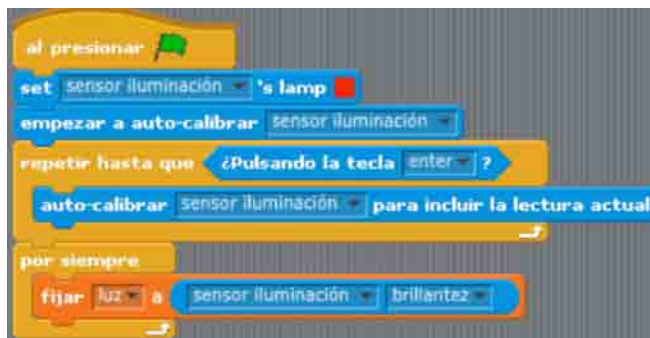 al presionar
set sensor iluminación 's lamp
empezar a auto-calibrar sensor iluminación
repetir hasta que ¿Pulsando la tecla enter ?
auto-calibrar sensor iluminación para incluir la lectura actual
por siempre
fijar luz a sensor iluminación brillantez